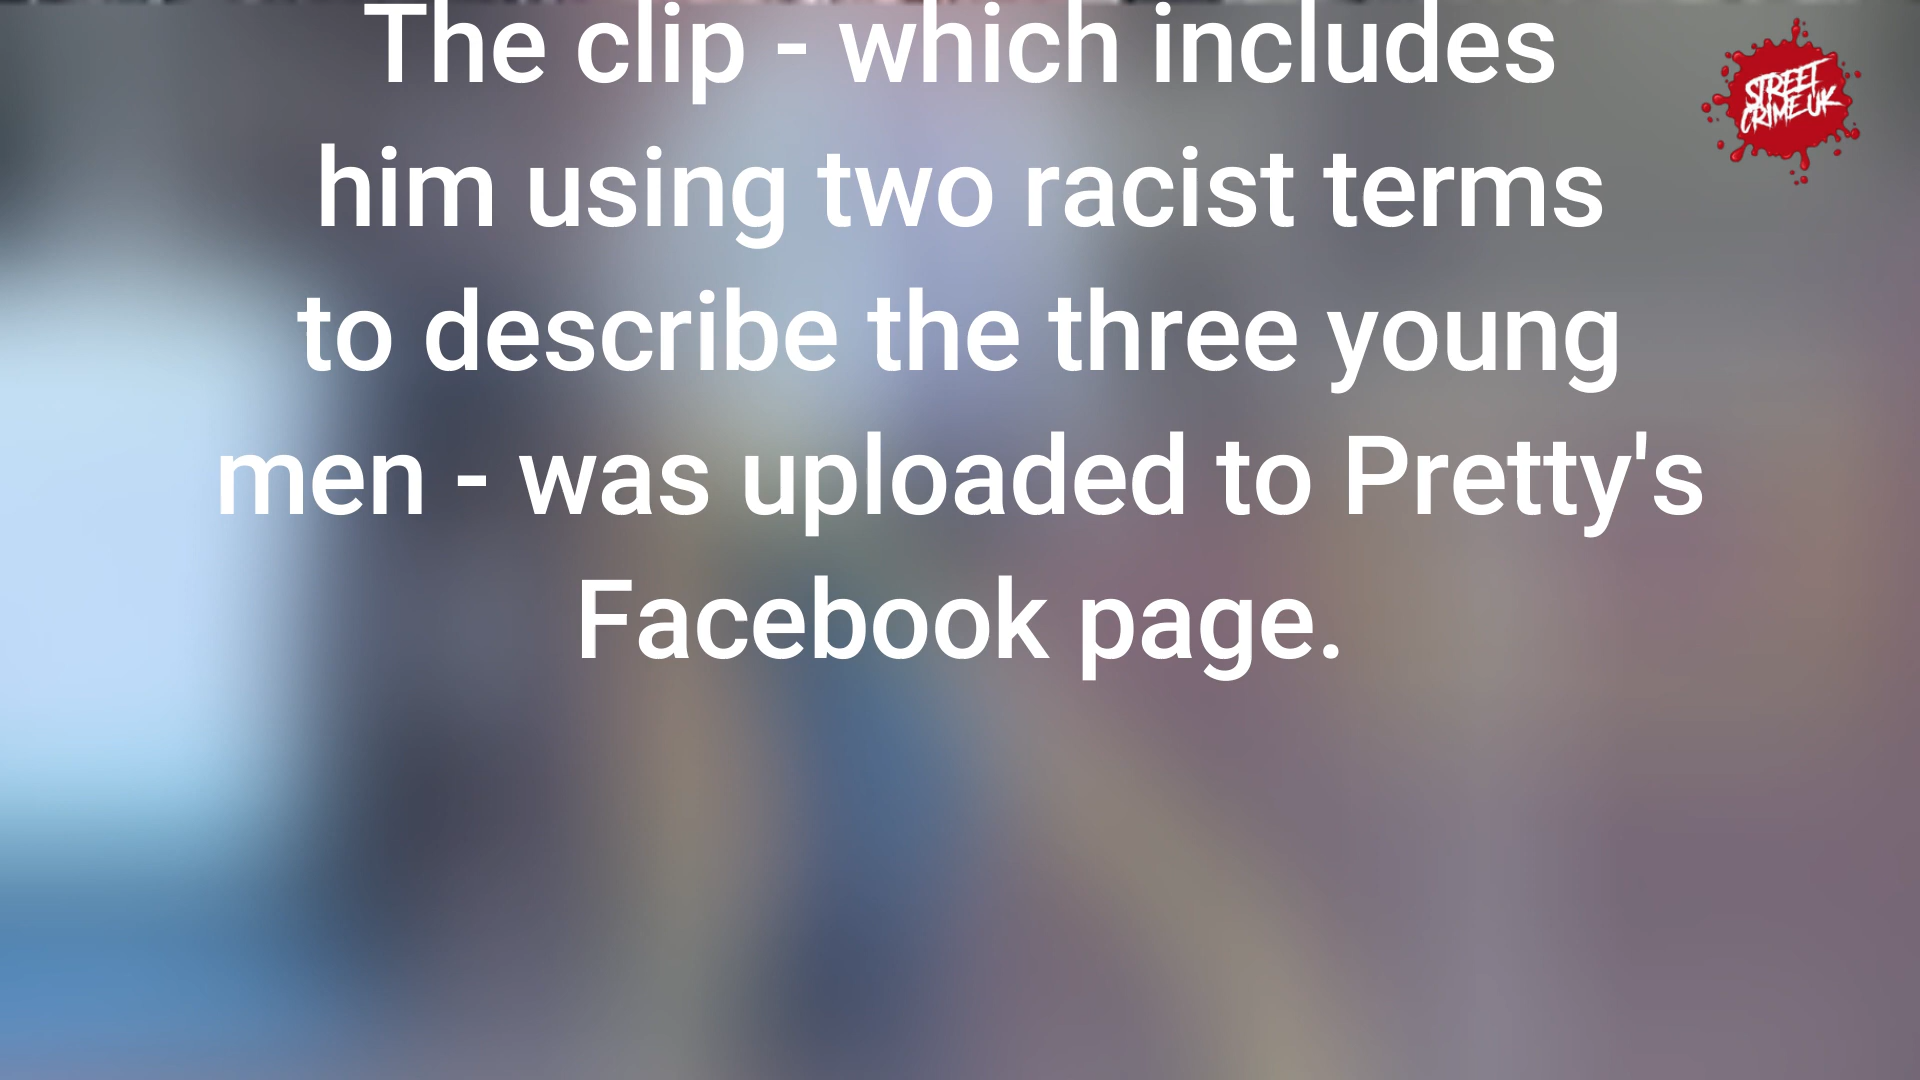 The clip - which includes
him using two racist terms
to describe the three young
men - was uploaded to Pretty's
Facebook page.
STREET
CRIME UK